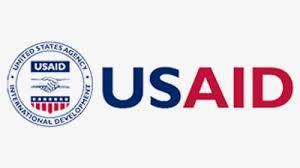 UNITED STATES AGENCY
USAID
INTERNATIONAL DEVELOPMENT
USAID